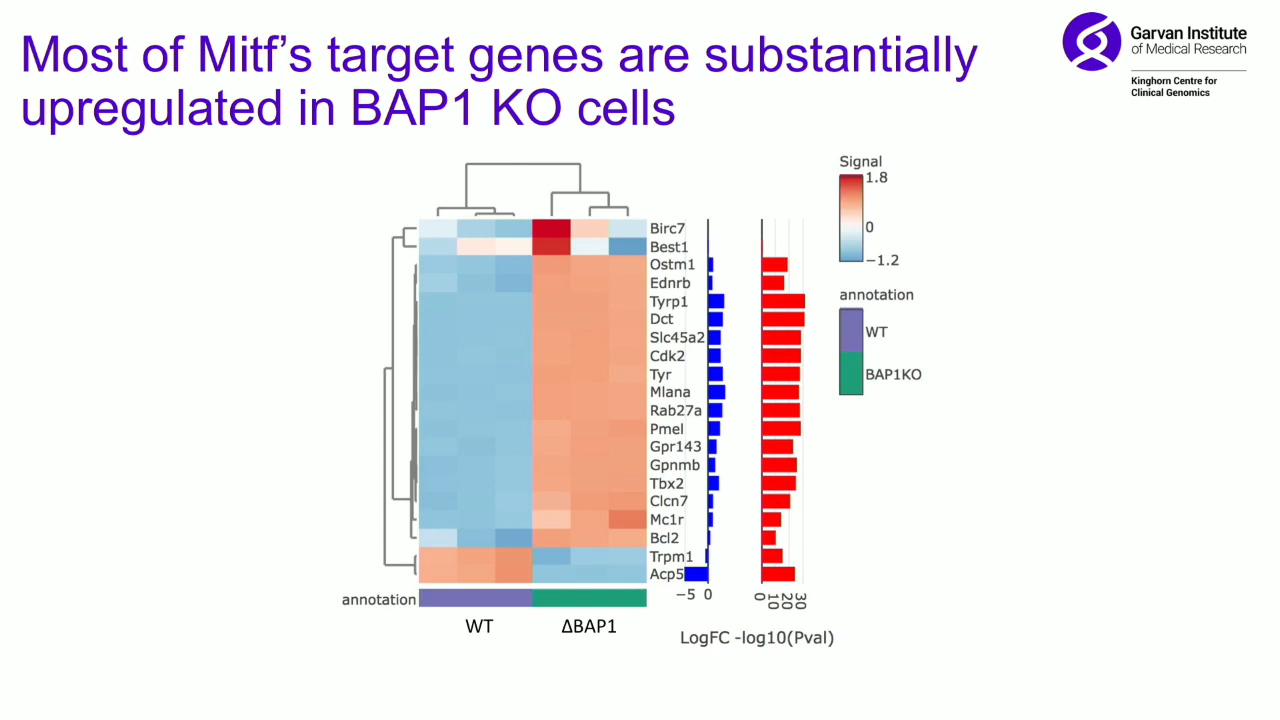 Most of Mitf’s target genes are substantially
upregulated in BAP1 KO cells
Garvan Institute
of Medical Research
Kinghorn Centre for
Clinical Genomics
Signal
1.8
0
−1.2
annotation
WT
BAP1KO
Birc7
Best1
Ostm1
Ednrb
Tyrp1
Dct
Slc45a2
Cdk2
Tyr
Mlana
Rab27a
Pmel
Gpr143
Gpnmb
Tbx2
Clcn7
Mc1r
Bcl2
Trpm1
Acp5
−5 0
0
10
20
30
annotation
WT
ΔBAP1
LogFC -log10(Pval)